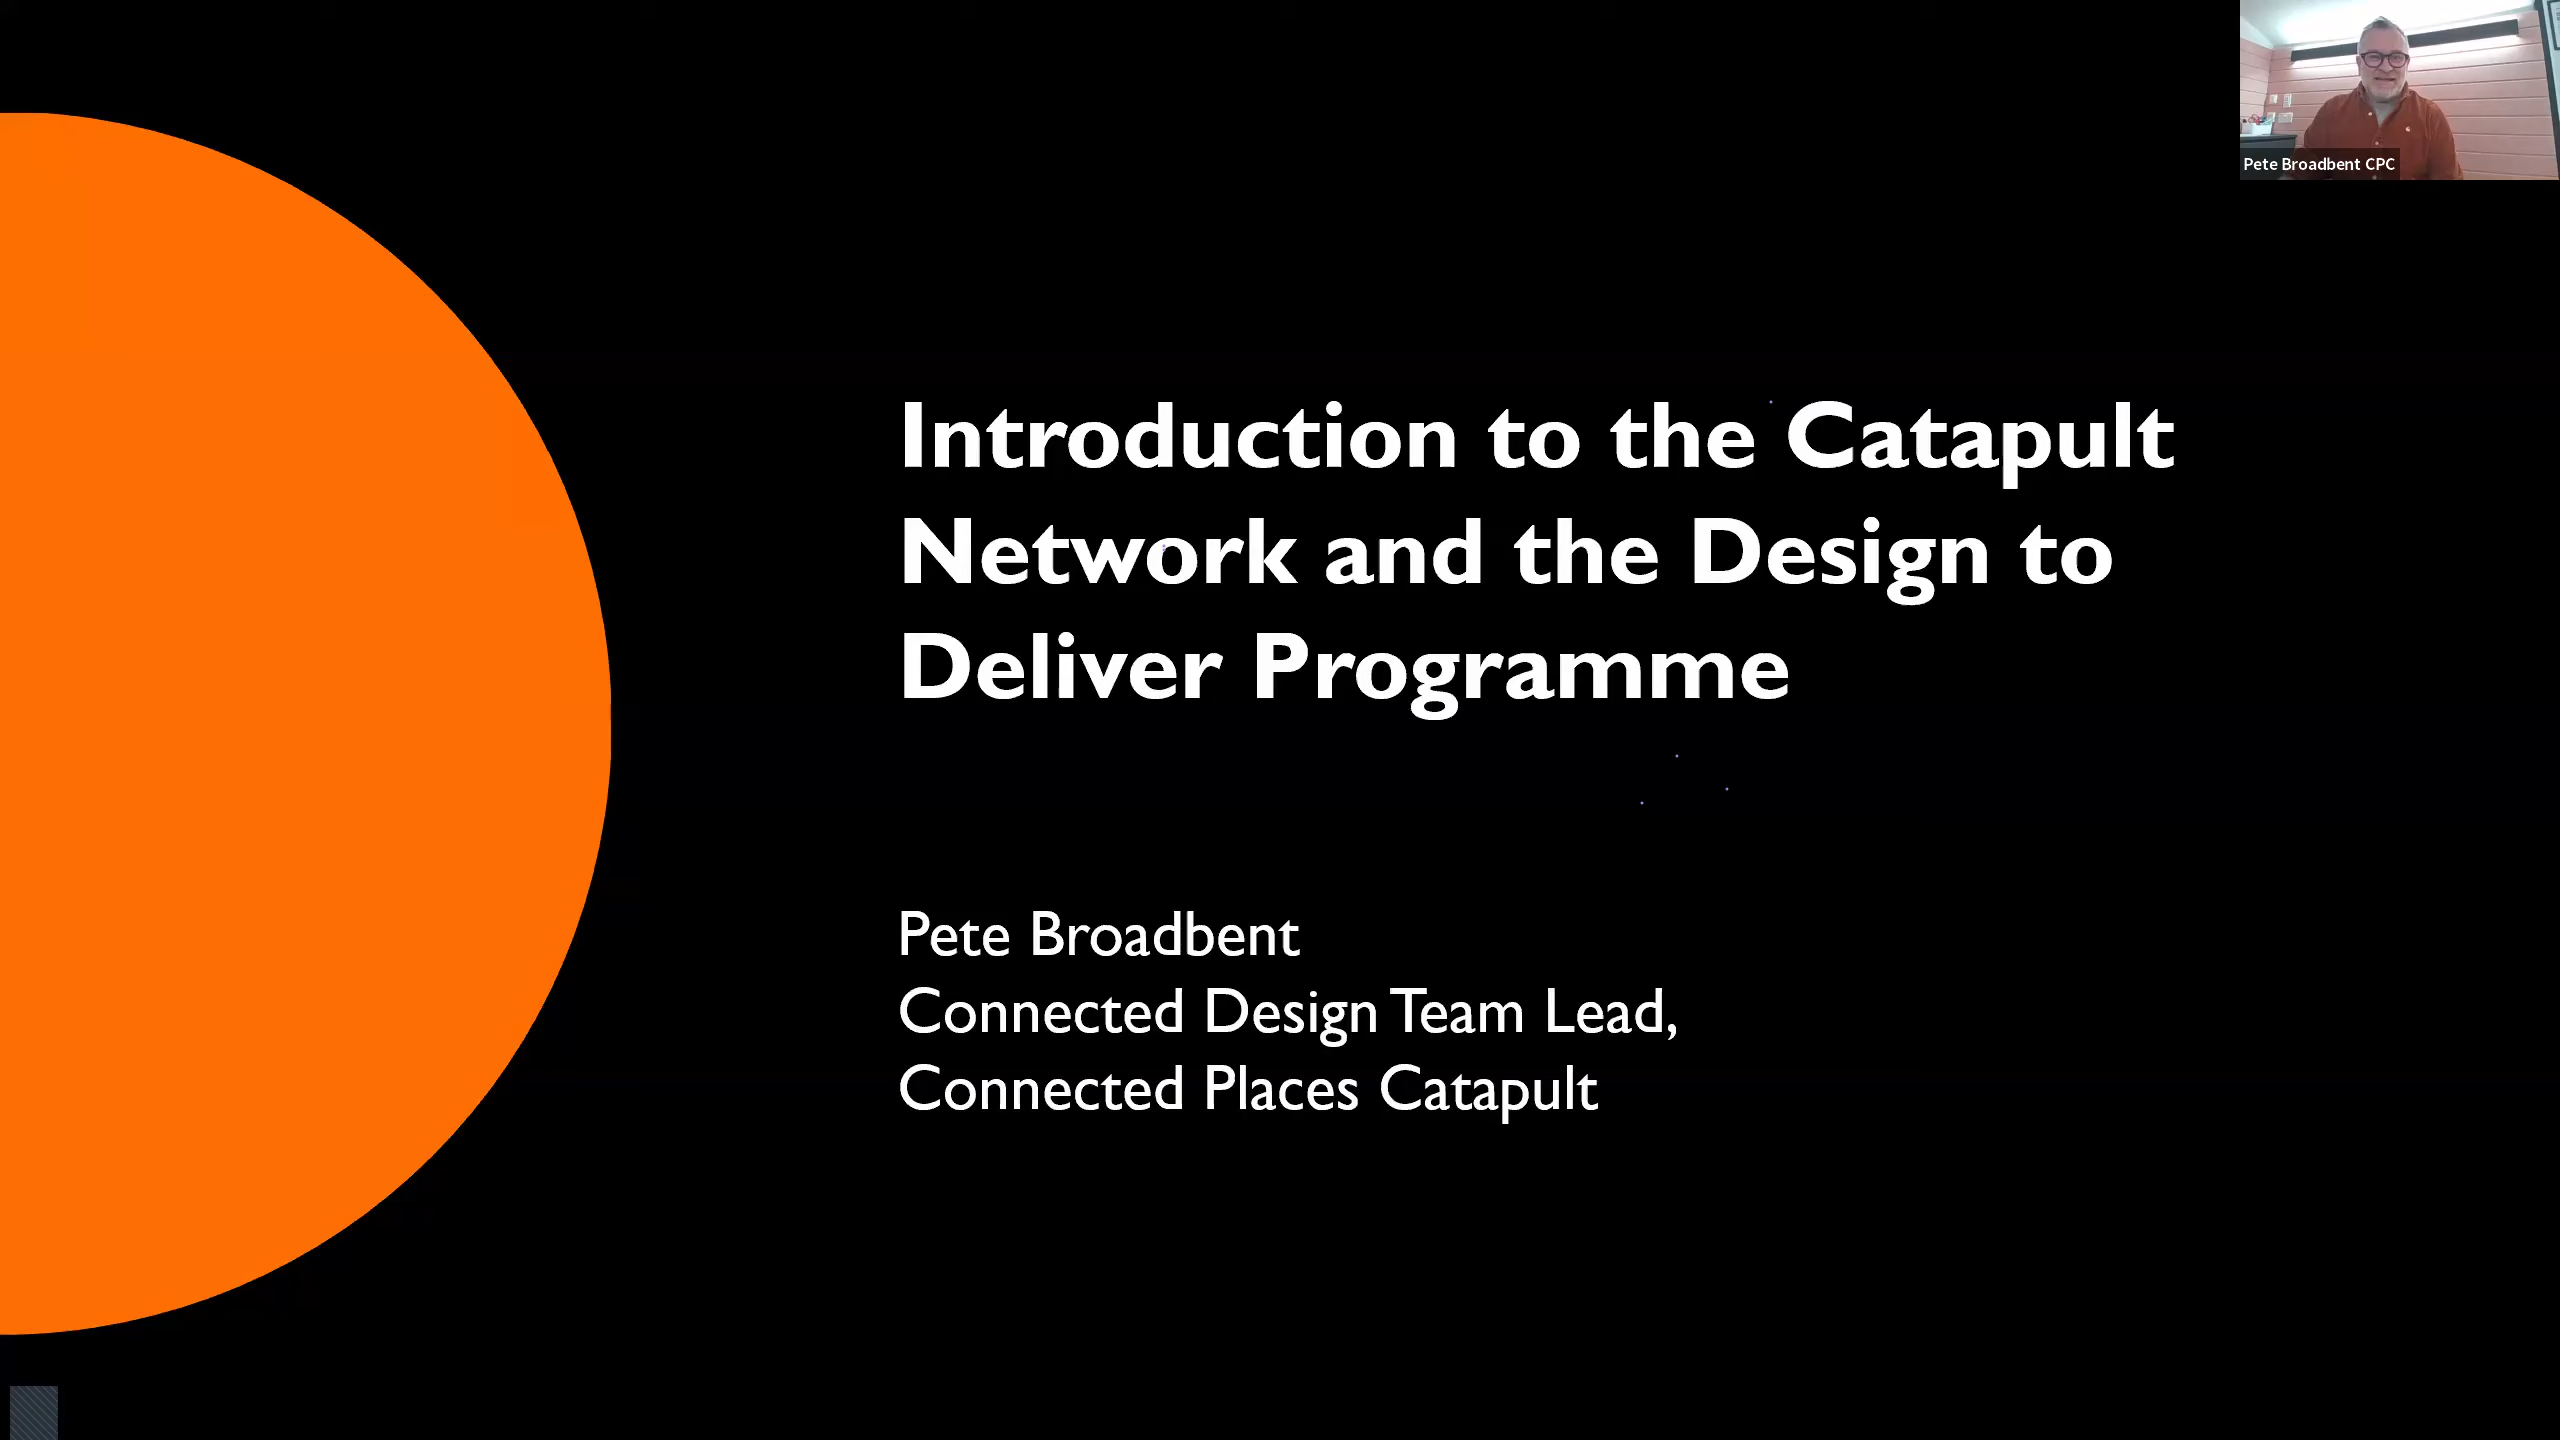 Pete Broadbent CPC
Introduction to the Catapult
Network and the Design to
Deliver Programme
Pete Broadbent
Connected Design Team Lead,
Connected Places Catapult